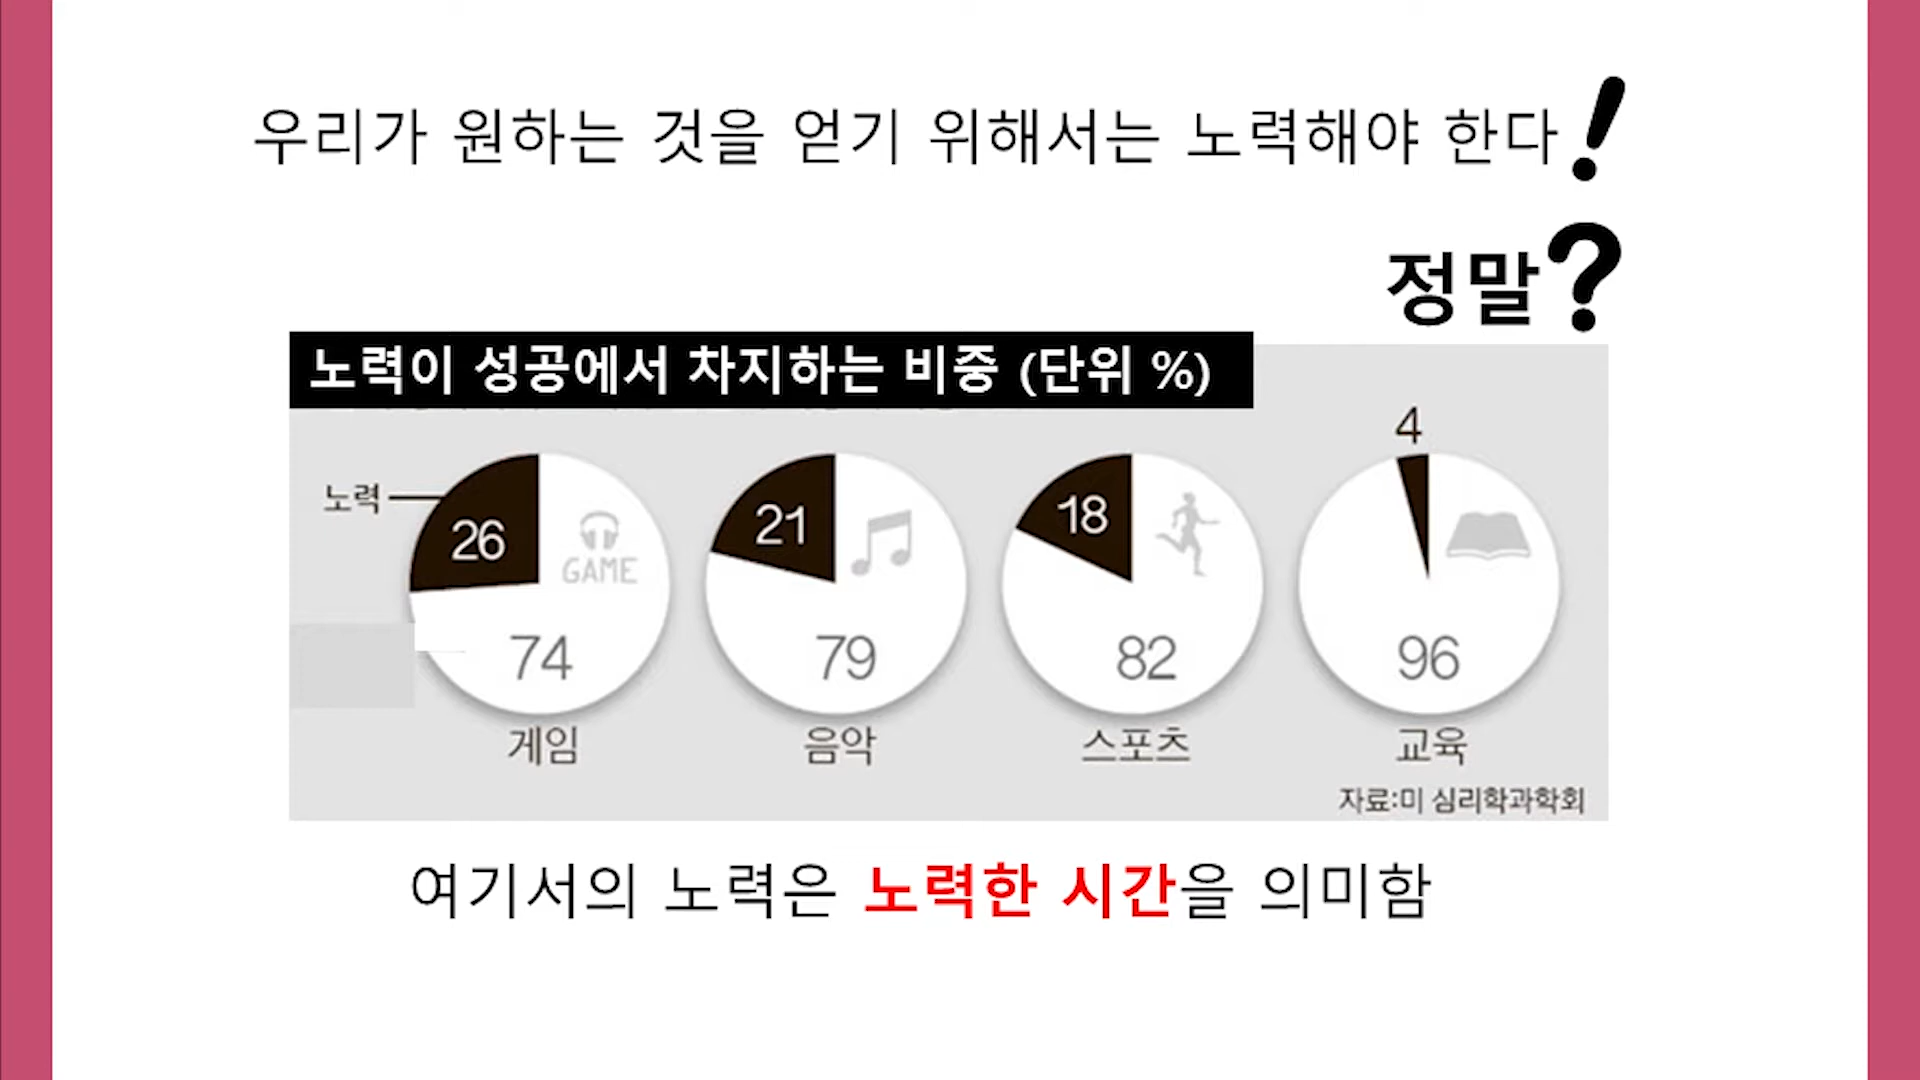 우리가 원하는 것을 얻기 위해서는 노력해야 한다!
정말?
노력이 성공에서 차지하는 비중 (단위 %)
노력
26
GAME
74
게임
21
79
음악
18
82
스포츠
4
96
교육
자료:미 심리학과학회
여기서의 노력은 노력한 시간을 의미함